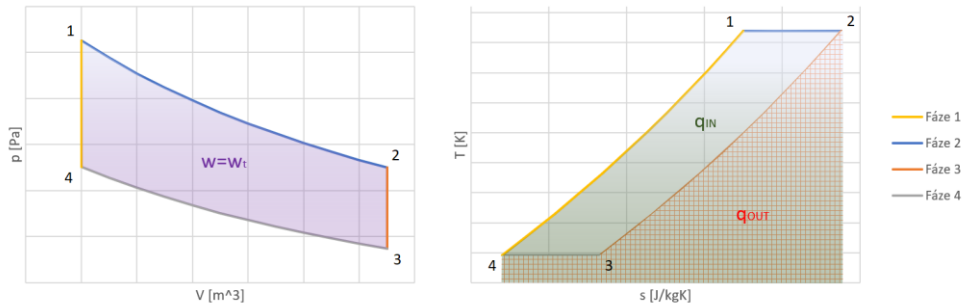 1
2
3
4
w=wt
p [Pa]
V [m^3]
1
2
3
4
qIN
qOUT
T [K]
s [J/kgK]
Fáze 1
Fáze 2
Fáze 3
Fáze 4